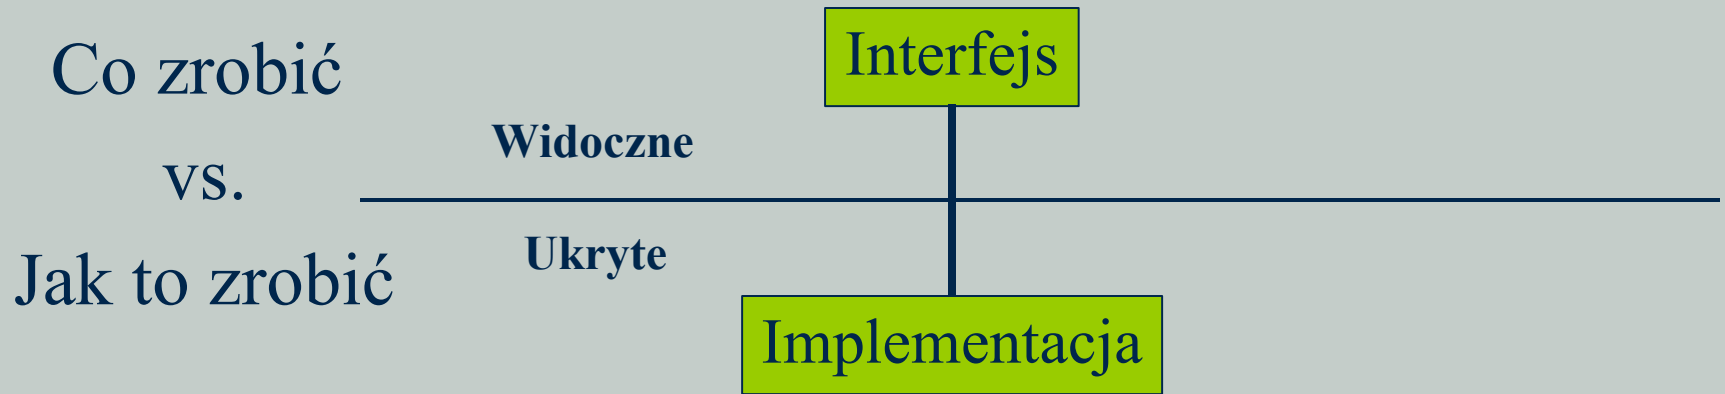 Co zrobić
vs.
Jak to zrobić
Interfejs
Widoczne
Ukryte
Implementacja